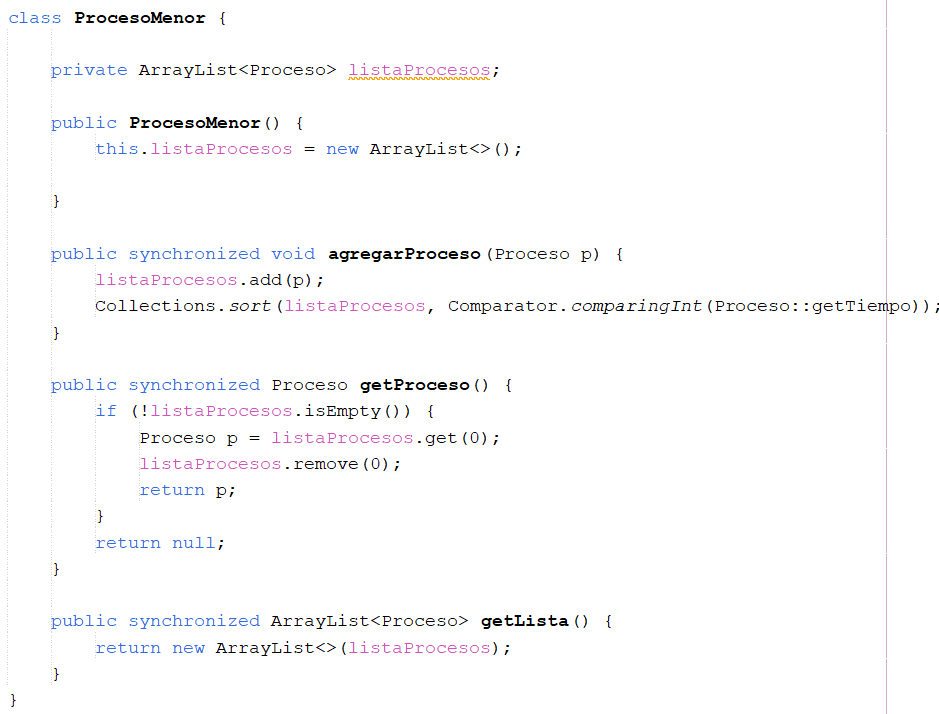 class ProcesoMenor {
private ArrayList<Proceso> listaProcesos;
public ProcesoMenor() {
this.listaProcesos = new ArrayList<>();
}
public synchronized void agregarProceso(Proceso p) {
listaProcesos.add(p);
Collections.sort(listaProcesos, Comparator.comparingInt(Proceso::getTiempo));
}
public synchronized Proceso getProceso() {
if (!listaProcesos.isEmpty()) {
Proceso p = listaProcesos.get(0);
listaProcesos.remove(0);
return p;
}
return null;
}
public synchronized ArrayList<Proceso> getLista() {
return new ArrayList<>(listaProcesos);
}
}